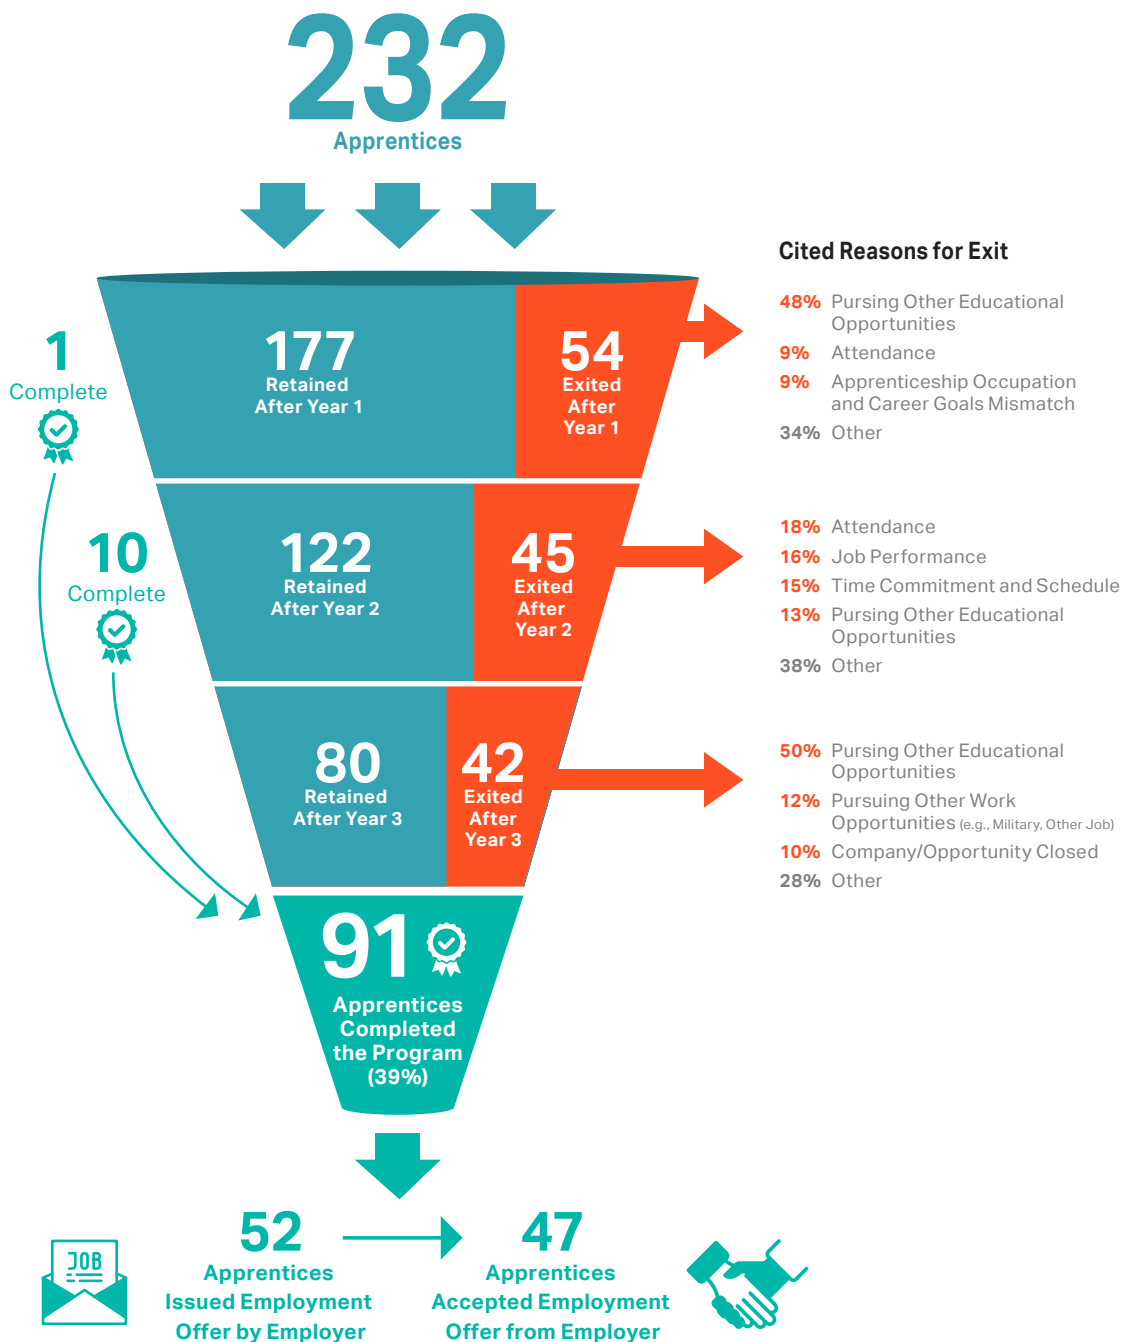 232
Apprentices
1
Complete
177
Retained
After Year 1
54
Exited
After
Year 1
Cited Reasons for Exit
48% Pursing Other Educational
Opportunities
9% Attendance
9% Apprenticeship Occupation
and Career Goals Mismatch
34% Other
10
Complete
122
Retained
After Year 2
45
Exited
After
Year 2
18% Attendance
16% Job Performance
15% Time Commitment and Schedule
13% Pursing Other Educational
Opportunities
38% Other
80
Retained
After Year 3
42
Exited
After
Year 3
50% Pursing Other Educational
Opportunities
12% Pursuing Other Work
Opportunities (e.g., Military, Other Job)
10% Company/Opportunity Closed
28% Other
91
Apprentices
Completed
the Program
(39%)
JOB
52
Apprentices
Issued Employment
Offer by Employer
47
Apprentices
Accepted Employment
Offer from Employer